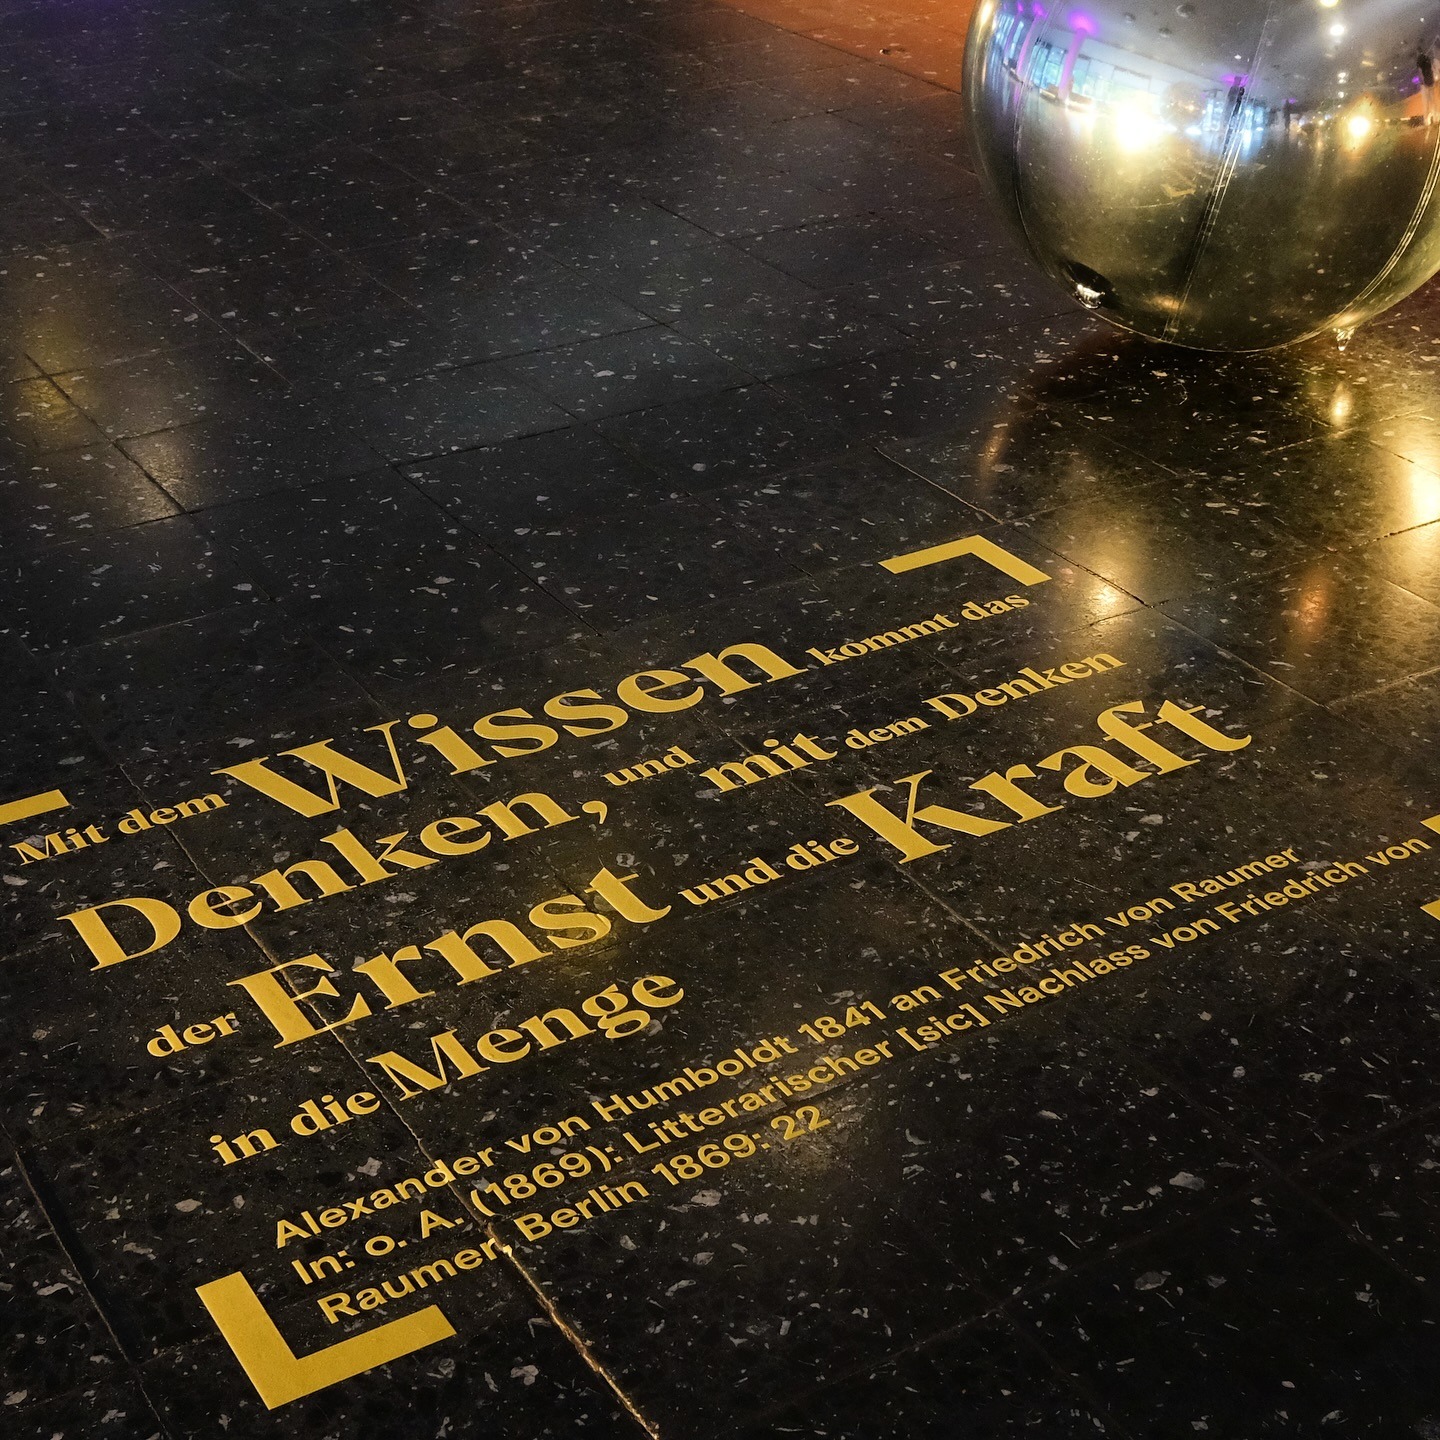 Mit dem Wissen kommt das
Denken, und mit dem Denken
der Ernst und die Kraft
in die Menge
Alexander von Humboldt 1841 an Friedrich von Raumer
In: o. A. (1869): Litterarischer [sic] Nachlass von Friedrich von
Raumer, Berlin 1869: 22